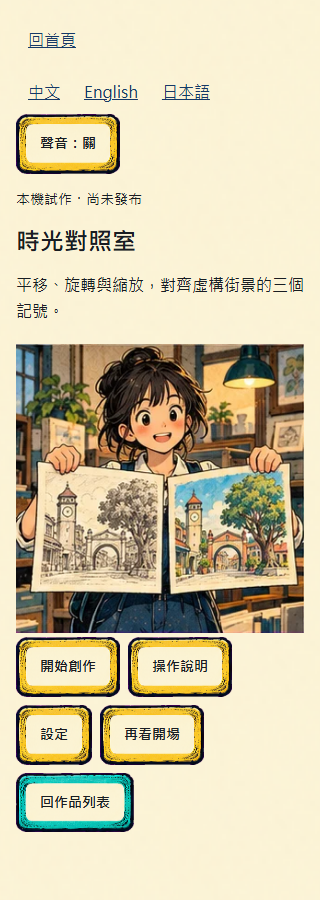 回首頁
中文 English 日本語
聲音：關
本機試作・尚未發布
時光對照室
平移、旋轉與縮放，對齊虛構街景的三個
記號。
開始創作 操作說明
設定 再看開場
回作品列表